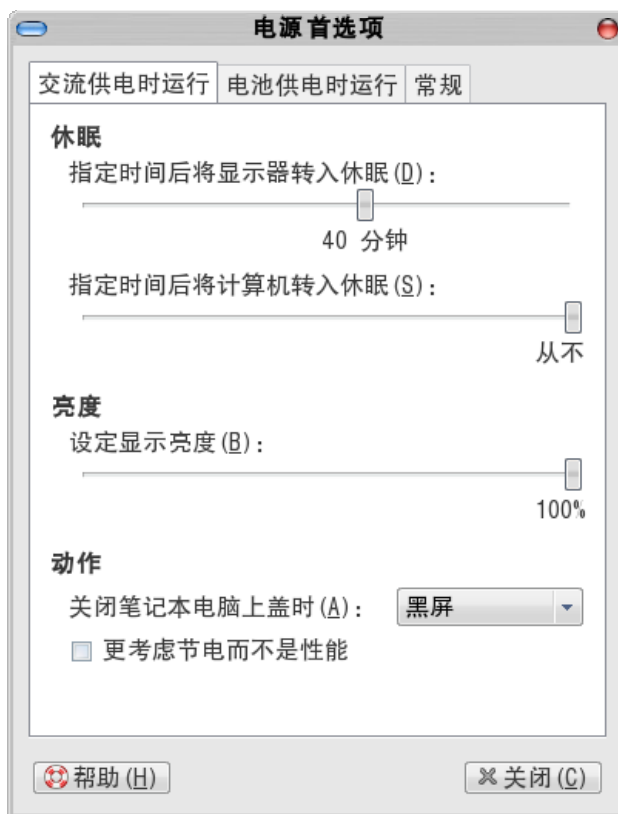 电源首选项
交流供电时运行 电池供电时运行 常规
休眠
指定时间后将显示器转入休眠(D)：
40 分钟
指定时间后将计算机转入休眠(S)：
从不
亮度
设定显示亮度(B)：
100%
动作
关闭笔记本电脑上盖时(A)： 黑屏
更考虑节电而不是性能
帮助(H) 关闭(C)